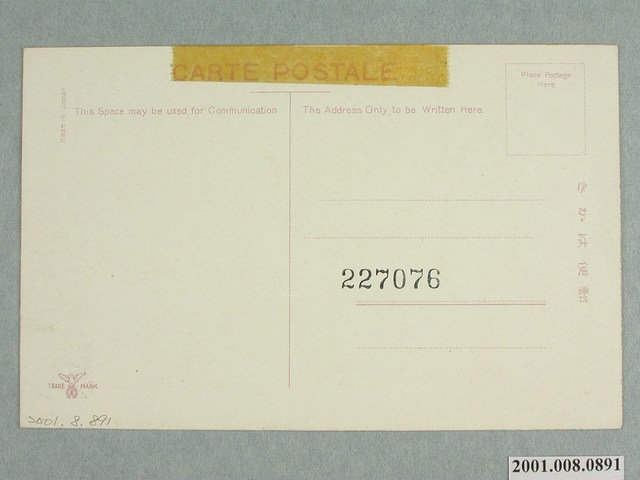 CARTE POSTALE
Made in Japan
This Space may be used for Communication
The Address Only to be Written Here
Place Postage
Here
きかは便郵
227076
TRADE MARK
2001.8.891
2001.008.0891